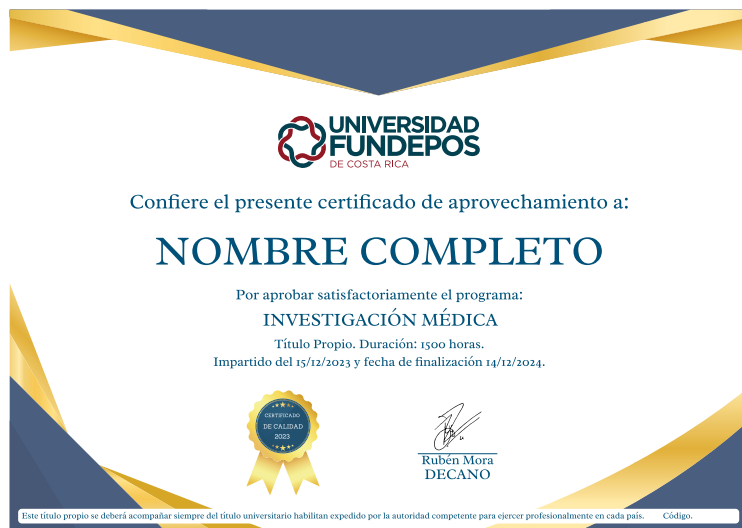 UNIVERSIDAD
FUNDEPOS
DE COSTA RICA
Confiere el presente certificado de aprovechamiento a:
NOMBRE COMPLETO
Por aprobar satisfactoriamente el programa:
INVESTIGACIÓN MÉDICA
Título Propio. Duración: 1500 horas.
Impartido del 15/12/2023 y fecha de finalización 14/12/2024.
CERTIFICADO
DE CALIDAD
2023
Rubén Mora
DECANO
Este título propio se deberá acompañar siempre del título universitario habilitan expedido por la autoridad competente para ejercer profesionalmente en cada país. Código.